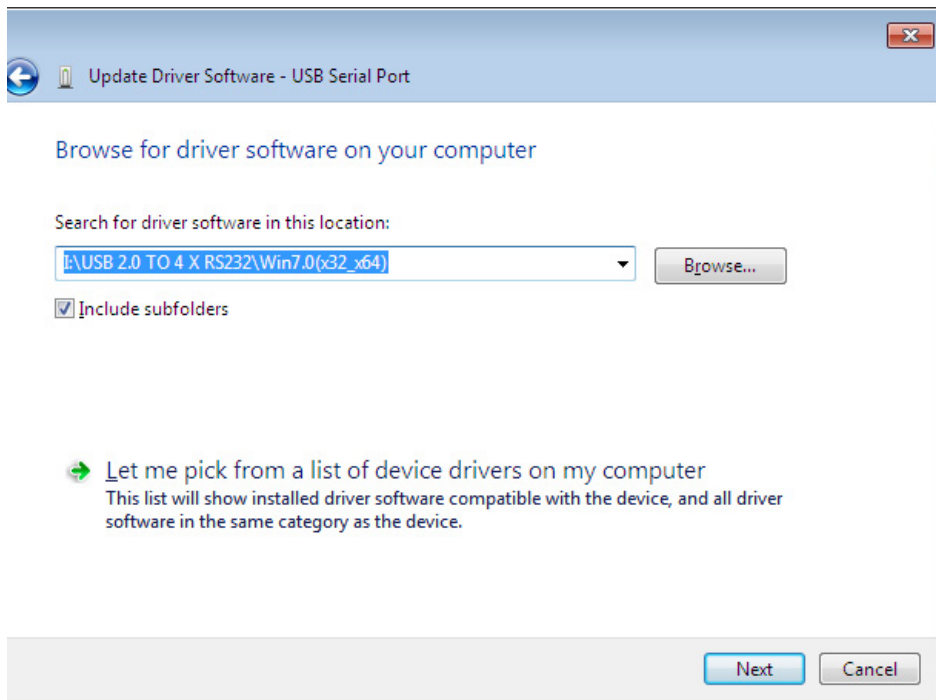 Update Driver Software - USB Serial Port
Browse for driver software on your computer
Search for driver software in this location:
I:\USB 2.0 TO 4 X RS232\Win7.0(x32_x64)
Browse...
Include subfolders
Let me pick from a list of device drivers on my computer
This list will show installed driver software compatible with the device, and all driver
software in the same category as the device.
Next
Cancel